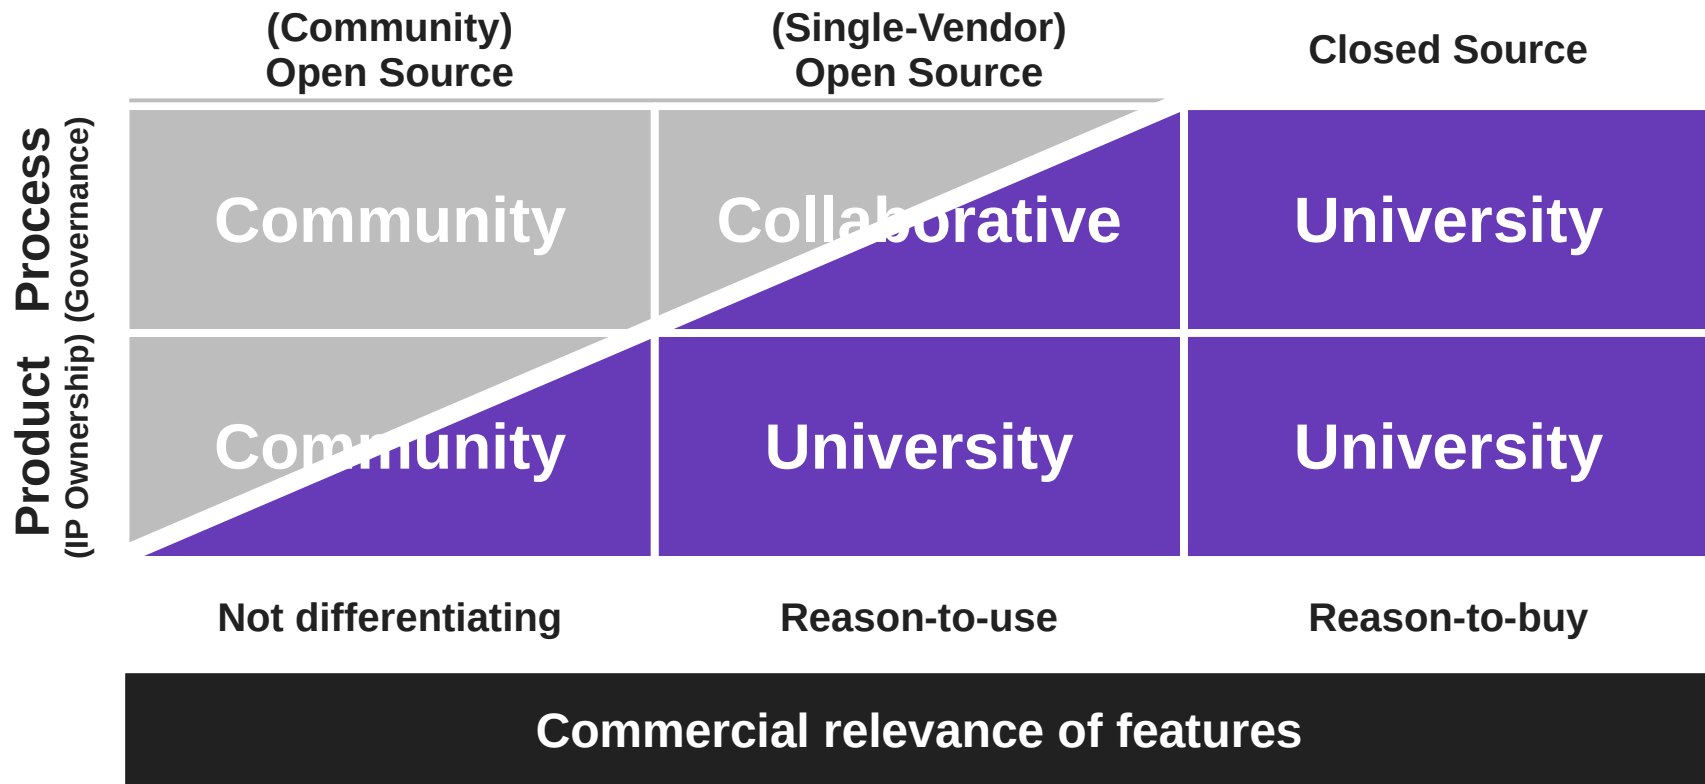 (Community)
Open Source
(Single-Vendor)
Open Source
Closed Source
Process
(Governance)
Community
Collaborative
University
Product
(IP Ownership)
Community
University
University
Not differentiating
Reason-to-use
Reason-to-buy
Commercial relevance of features